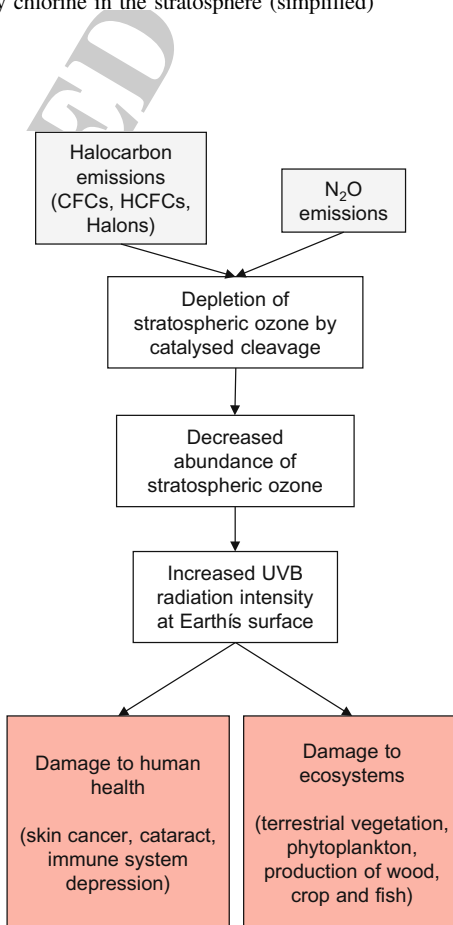 y chlorine in the stratosphere (simplified)
ED
Halocarbon
emissions
(CFCs, HCFCs,
Halons)
N₂O
emissions
Depletion of
stratospheric ozone by
catalysed cleavage
Decreased
abundance of
stratospheric ozone
Increased UVB
radiation intensity
at Earthís surface
Damage to human
health
(skin cancer, cataract,
immune system
depression)
Damage to
ecosystems
(terrestrial vegetation,
phytoplankton,
production of wood,
crop and fish)